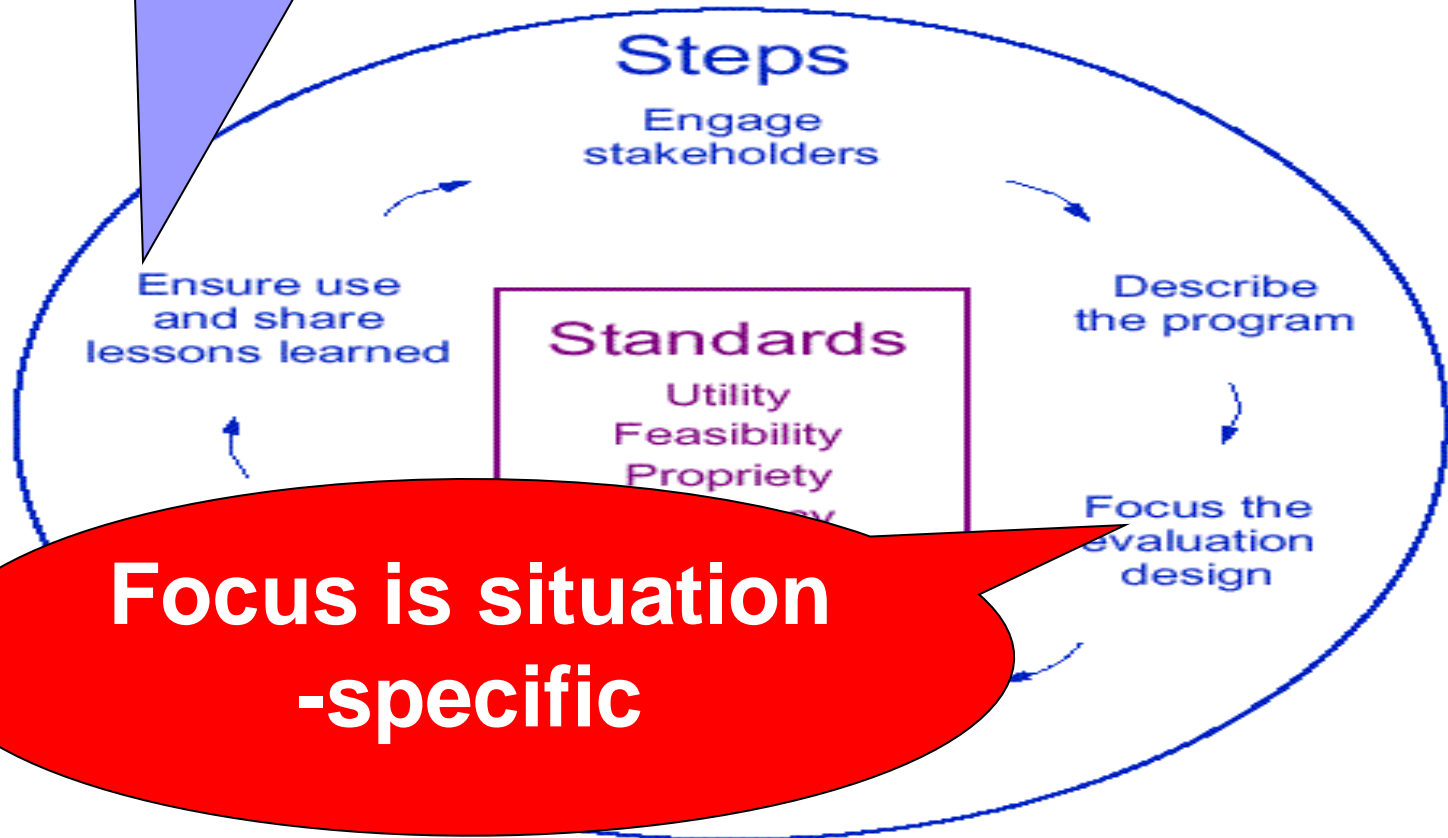 Steps
Engage
stakeholders
Ensure use
and share
lessons learned
Describe
the program
Standards
Utility
Feasibility
Propriety
Focus the
evaluation
design
Focus is situation
-specific